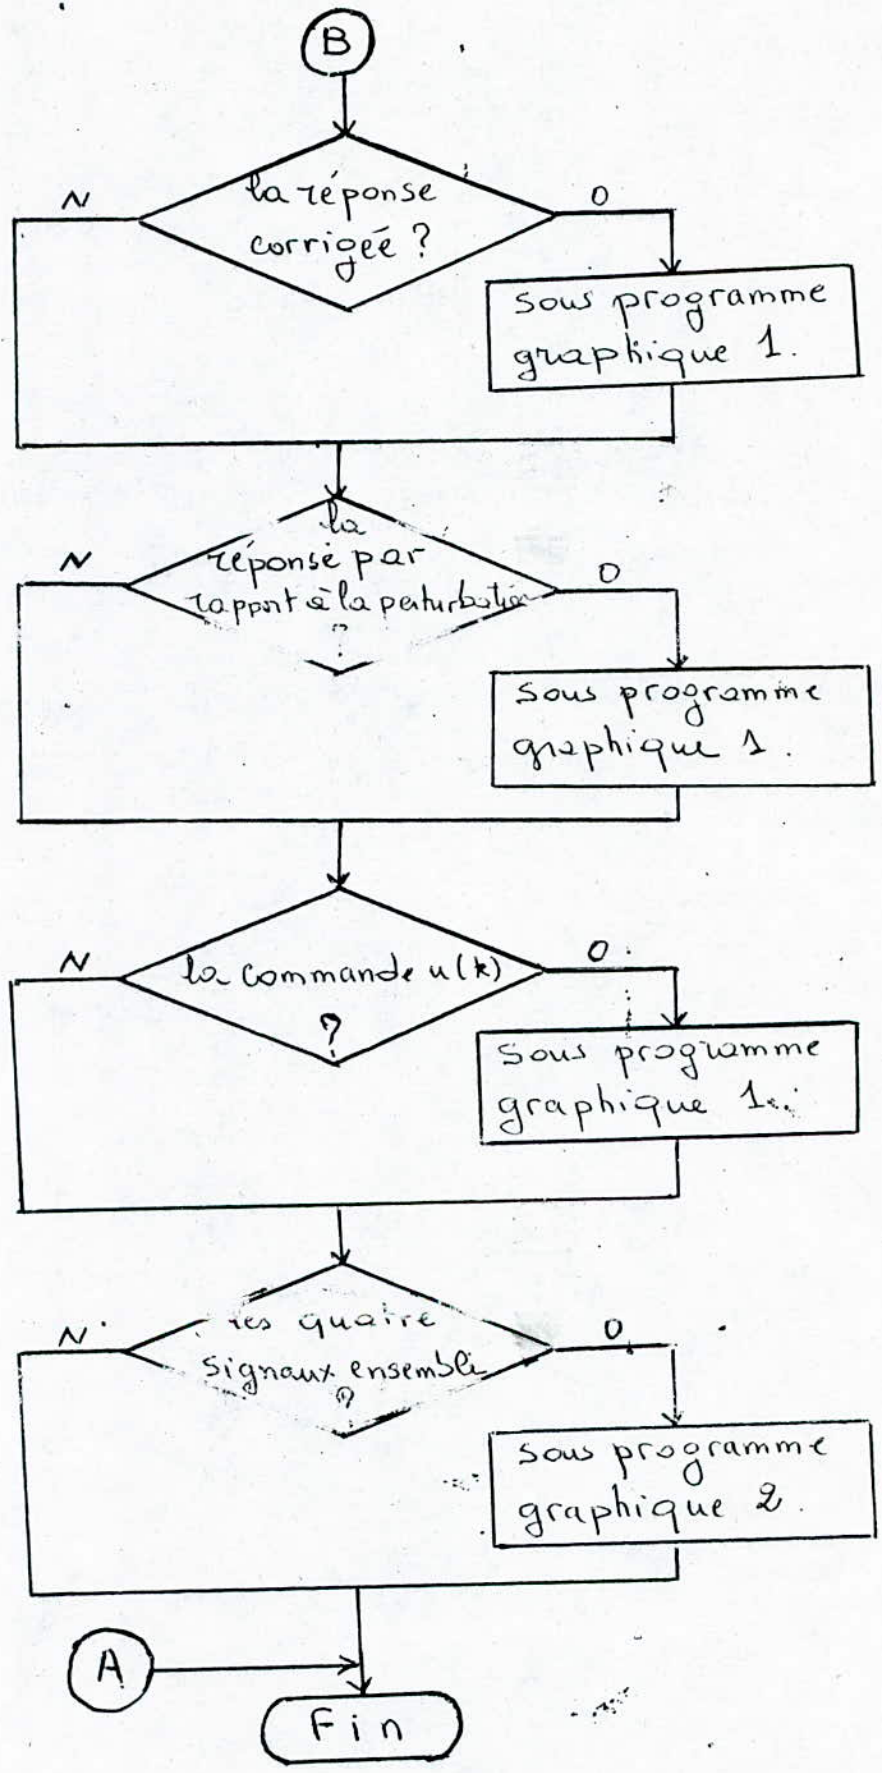 B
la réponse
corrigée ?
N
O
Sous programme
graphique 1.
la
réponse par
rapport à la perturbation
?
N
O
Sous programme
graphique 1.
la commande u(k)
?
N
O
Sous programme
graphique 1.
les quatre
signaux ensemble
?
N
O
Sous programme
graphique 2.
A
Fin